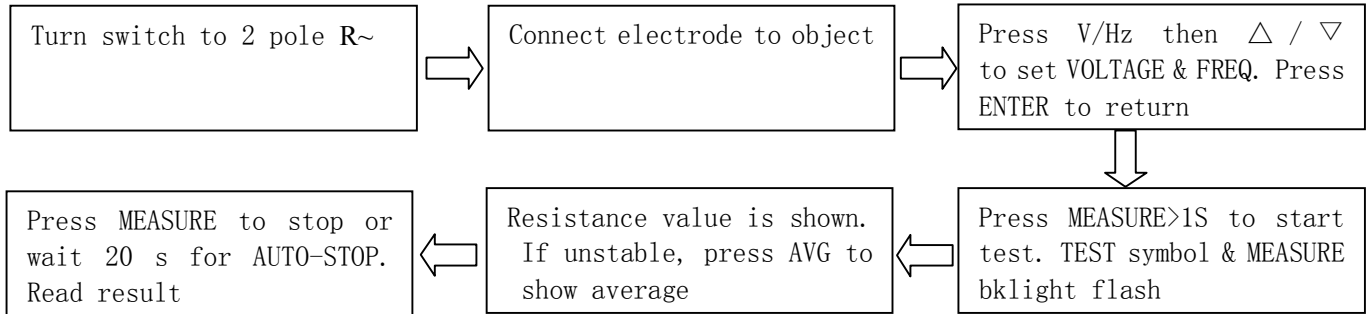 Turn switch to 2 pole R~
Connect electrode to object
Press V/Hz then △ / ▽
to set VOLTAGE & FREQ. Press
ENTER to return
Press MEASURE>1S to start
test. TEST symbol & MEASURE
bklight flash
Resistance value is shown.
If unstable, press AVG to
show average
Press MEASURE to stop or
wait 20 s for AUTO-STOP.
Read result